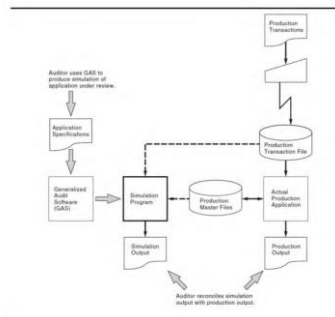 Production
Transactions
Auditor uses GAS to
produce simulation of
application under review.
Application
Specifications
Production
Transaction File
Generalized
Audit
Software
(GAS)
Simulation
Program
Production
Master Files
Actual
Production
Application
Simulation
Output
Production
Output
Auditor reconciles simulation
output with production output.